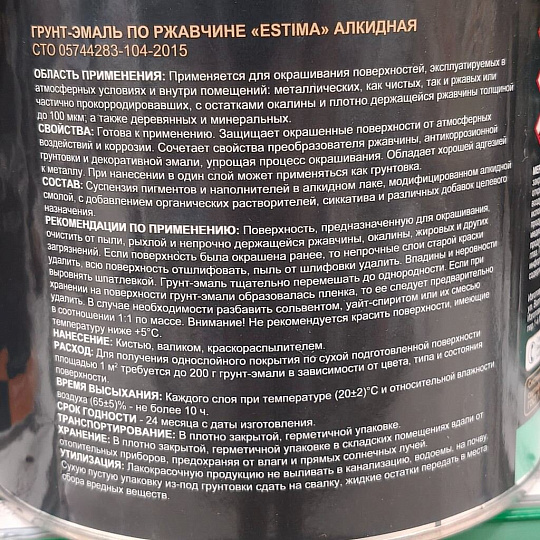 ГРУНТ-ЭМАЛЬ ПО РЖАВЧИНЕ «ESTIMA» АЛКИДНАЯ
СТО 05744283-104-2015
ОБЛАСТЬ ПРИМЕНЕНИЯ: Применяется для окрашивания поверхностей, эксплуатируемых в
атмосферных условиях и внутри помещений: металлических, как чистых, так и ржавых или
частично прокорродировавших, с остатками окалины и плотно держащейся ржавчины толщиной
до 100 мкм, а также деревянных и минеральных.
СВОЙСТВА: Готова к применению. Защищает окрашенные поверхности от атмосферных
воздействий и коррозии. Сочетает свойства преобразователя ржавчины, антикоррозионной
грунтовки и декоративной эмали, упрощая процесс окрашивания. Обладает хорошей адгезией
к металлу. При нанесении в один слой может применяться как грунтовка.
СОСТАВ: Суспензия пигментов и наполнителей в алкидном лаке, модифицированном алкидной
смолой, с добавлением органических растворителей, сиккатива и различных добавок целевого
назначения.
РЕКОМЕНДАЦИИ ПО ПРИМЕНЕНИЮ: Поверхность, предназначенную для окрашивания,
очистить от пыли, рыхлой и непрочно держащейся ржавчины, окалины, жировых и других
загрязнений. Если поверхность была окрашена ранее, то непрочные слои старой краски
удалить, всю поверхность отшлифовать, пыль от шлифовки удалить. Впадины и неровности
выровнять шпатлевкой. Грунт-эмаль тщательно перемешать до однородности. Если при
хранении на поверхности грунт-эмали образовалась пленка, то ее следует предварительно
удалить. В случае необходимости разбавить сольвентом, уайт-спиритом или их смесью
в соотношении 1:1 по массе. Внимание! Не рекомендуется красить поверхности, имеющие
температуру ниже +5°С.
НАНЕСЕНИЕ: Кистью, валиком, краскораспылителем.
РАСХОД: Для получения однослойного покрытия по сухой подготовленной поверхности
площадью 1 м² требуется до 200 г грунт-эмали в зависимости от цвета, типа и состояния
поверхности.
ВРЕМЯ ВЫСЫХАНИЯ: Каждого слоя при температуре (20±2)°С и относительной влажности
воздуха (65±5)% - не более 10 ч.
СРОК ГОДНОСТИ - 24 месяца с даты изготовления.
ТРАНСПОРТИРОВАНИЕ: В плотно закрытой, герметичной упаковке.
ХРАНЕНИЕ: В плотно закрытой, герметичной упаковке в складских помещениях вдали от
отопительных приборов, предохраняя от влаги и прямых солнечных лучей.
УТИЛИЗАЦИЯ: Лакокрасочную продукцию не выливать в канализацию, водоемы, на почву.
Сухую пустую упаковку из-под грунтовки сдать на свалку, жидкие остатки передать в места
сбора вредных веществ.